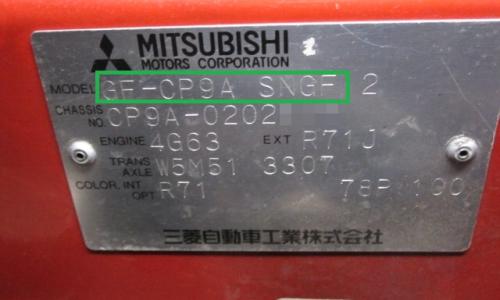 MITSUBISHI
MOTORS CORPORATION
MODEL GF-CP9A SNGF 2
CHASSIS NO. CP9A-0202
ENGINE 4G63 EXT R71J
TRANS AXLE W5M51 3307
COLOR, INT OPT R71 78P 100
三菱自動車工業株式会社